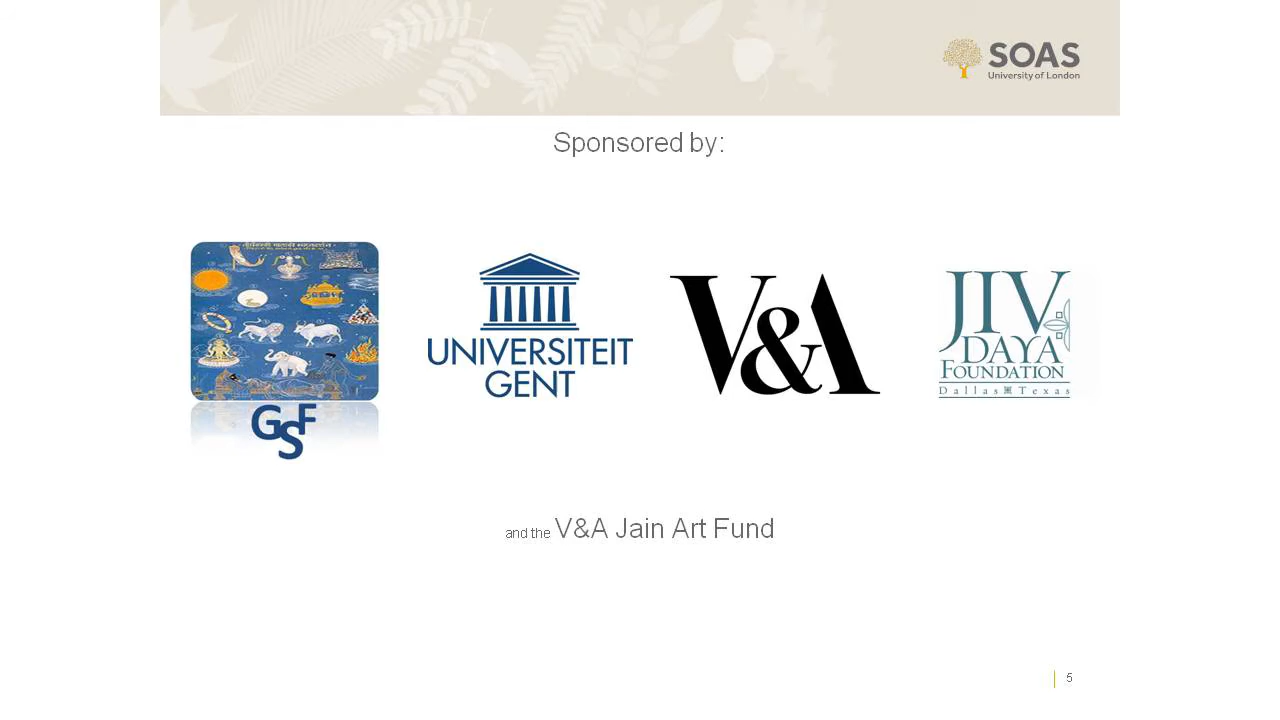 SOAS
University of London
Sponsored by:
UNIVERSITEIT
GENT
V&A
JIV
DAYA
FOUNDATION
Dallas Texas
GSF
and the V&A Jain Art Fund
5